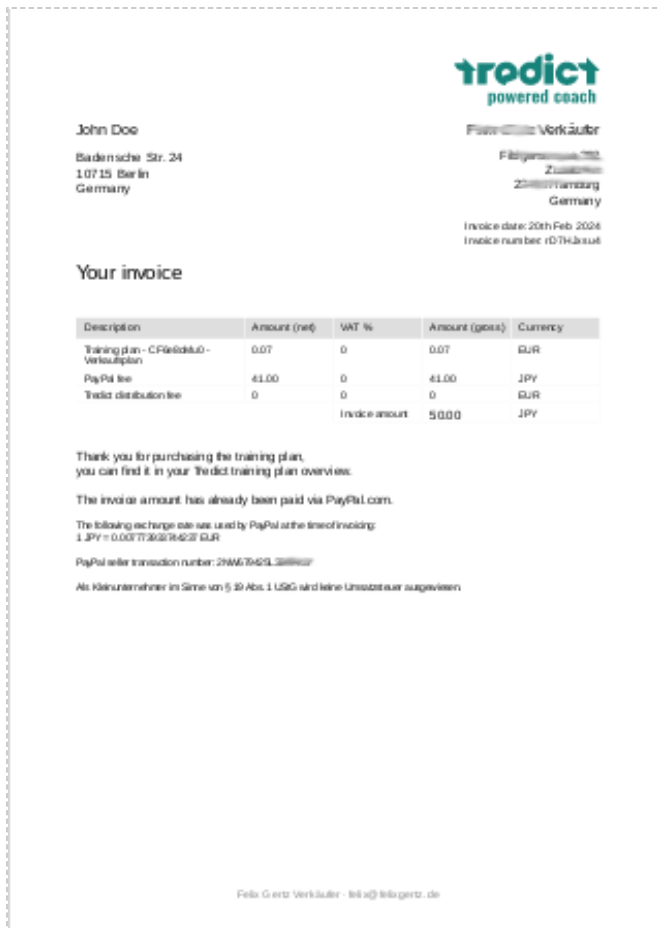 tredict
powered coach
John Doe
Verkäufer
Badensche Str. 24
10715 Berlin
Germany
Germany
Invoice date: 20th Feb 2024
Invoice number:
Your invoice
Description Amount (net) VAT % Amount (gross) Currency
Training plan - 0.07 0 0.07 EUR
Verkaufsplan
PayPal fee 41.00 0 41.00 JPY
Tredict distribution fee 0 0 0 EUR
Invoice amount 50.00 JPY
Thank you for purchasing the training plan,
you can find it in your Tredict training plan overview.
The invoice amount has already been paid via PayPal.com.
The following exchange rate was used by PayPal at the time of invoicing:
1 JPY = EUR
PayPal seller transaction number:
Als Kleinunternehmer im Sinne von § 19 Abs. 1 UStG wird keine Umsatzsteuer ausgewiesen.
Felix Gertz Verkäufer - felix@felixgertz.de